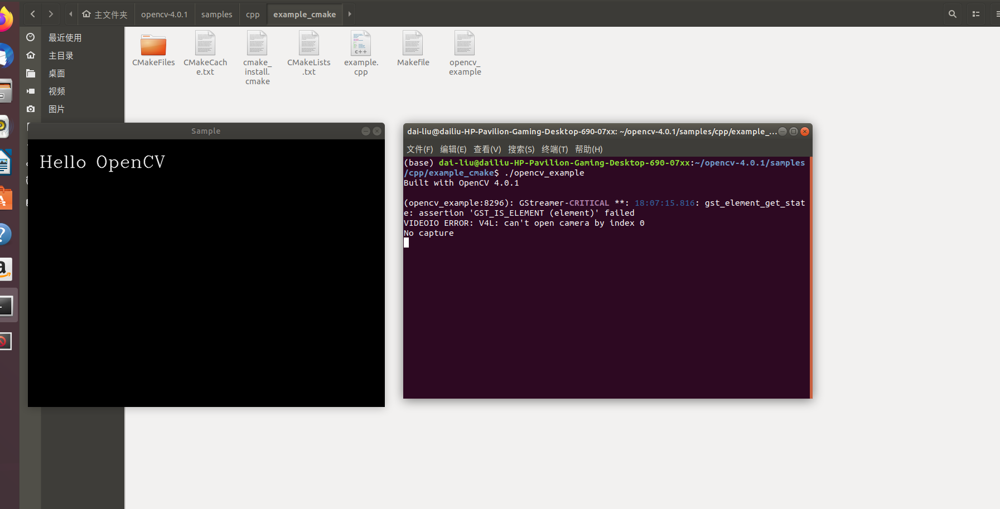 主文件夹 opencv-4.0.1 samples cpp example_cmake
最近使用
主目录
桌面
视频
图片
CMakeFiles
CMakeCach
e.txt
cmake_
install.
cmake
CMakeLists
.txt
c++
example.
cpp
Makefile
opencv_
example
Sample
Hello OpenCV
dai-liu@dailiu-HP-Pavilion-Gaming-Desktop-690-07xx: ~/opencv-4.0.1/samples/cpp/example_...
文件(F) 编辑(E) 查看(V) 搜索(S) 终端(T) 帮助(H)
(base) dai-liu@dailiu-HP-Pavilion-Gaming-Desktop-690-07xx:~/opencv-4.0.1/samples
/cpp/example_cmake$ ./opencv_example
Built with OpenCV 4.0.1
(opencv_example:8296): GStreamer-CRITICAL **: 18:07:15.816: gst_element_get_stat
e: assertion 'GST_IS_ELEMENT (element)' failed
VIDEOIO ERROR: V4L: can't open camera by index 0
No capture